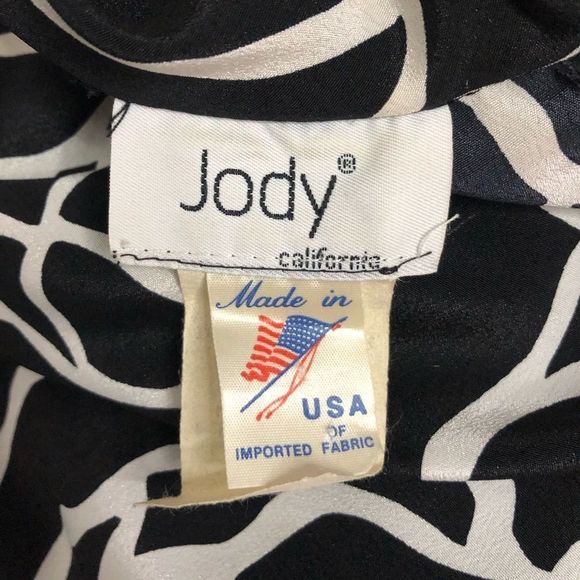 Jody®
california
Made in
USA
OF
IMPORTED FABRIC